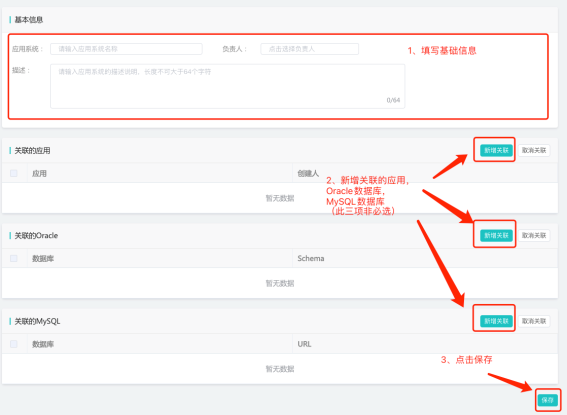 基本信息
应用系统： 请输入应用系统名称 负责人： 点击选择负责人
1、填写基础信息
描述： 请输入应用系统的描述说明，长度不可大于64个字符
0/64
关联的应用 新增关联 取消关联
应用 创建人
暂无数据
2、新增关联的应用，
Oracle数据库，
MySQL数据库
（此三项非必选）
关联的Oracle 新增关联 取消关联
数据库 Schema
暂无数据
关联的MySQL 新增关联 取消关联
数据库 URL
3、点击保存
暂无数据
保存